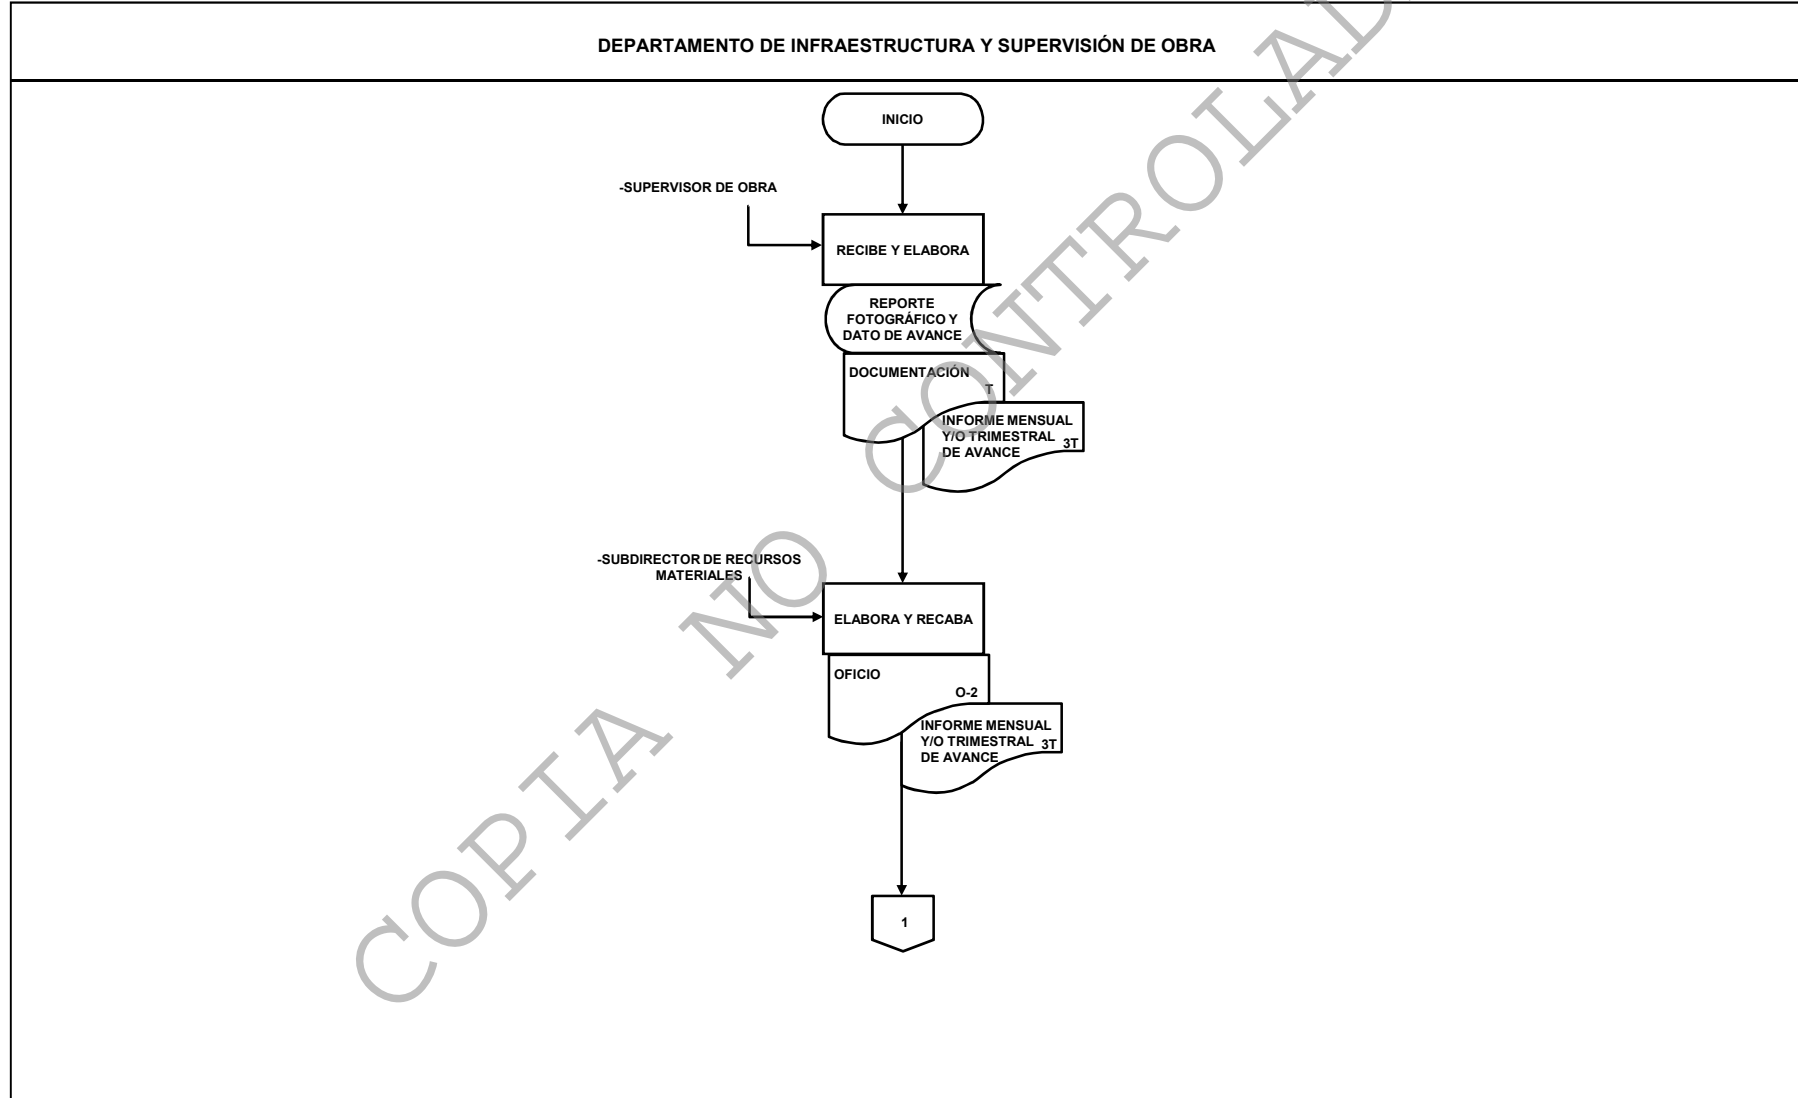 DEPARTAMENTO DE INFRAESTRUCTURA Y SUPERVISIÓN DE OBRA
INICIO
-SUPERVISOR DE OBRA
RECIBE Y ELABORA
REPORTE
FOTOGRÁFICO Y
DATO DE AVANCE
DOCUMENTACIÓN
T
INFORME MENSUAL
Y/O TRIMESTRAL 3T
DE AVANCE
-SUBDIRECTOR DE RECURSOS
MATERIALES
ELABORA Y RECABA
OFICIO
O-2
INFORME MENSUAL
Y/O TRIMESTRAL 3T
DE AVANCE
1
COPIA NO CONTROLAD